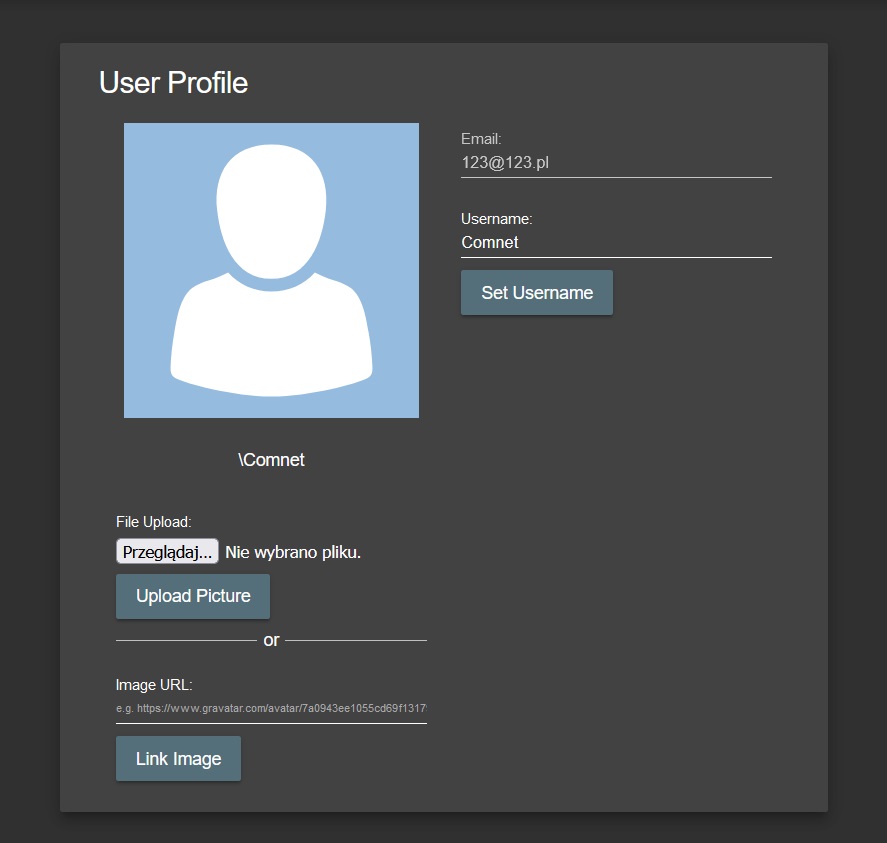 User Profile
Email:
123@123.pl
Username:
Comnet
Set Username
\Comnet
File Upload:
Przeglądaj... Nie wybrano pliku.
Upload Picture
or
Image URL:
e.g. https://www.gravatar.com/avatar/7a0943ee1055cd69f1317
Link Image